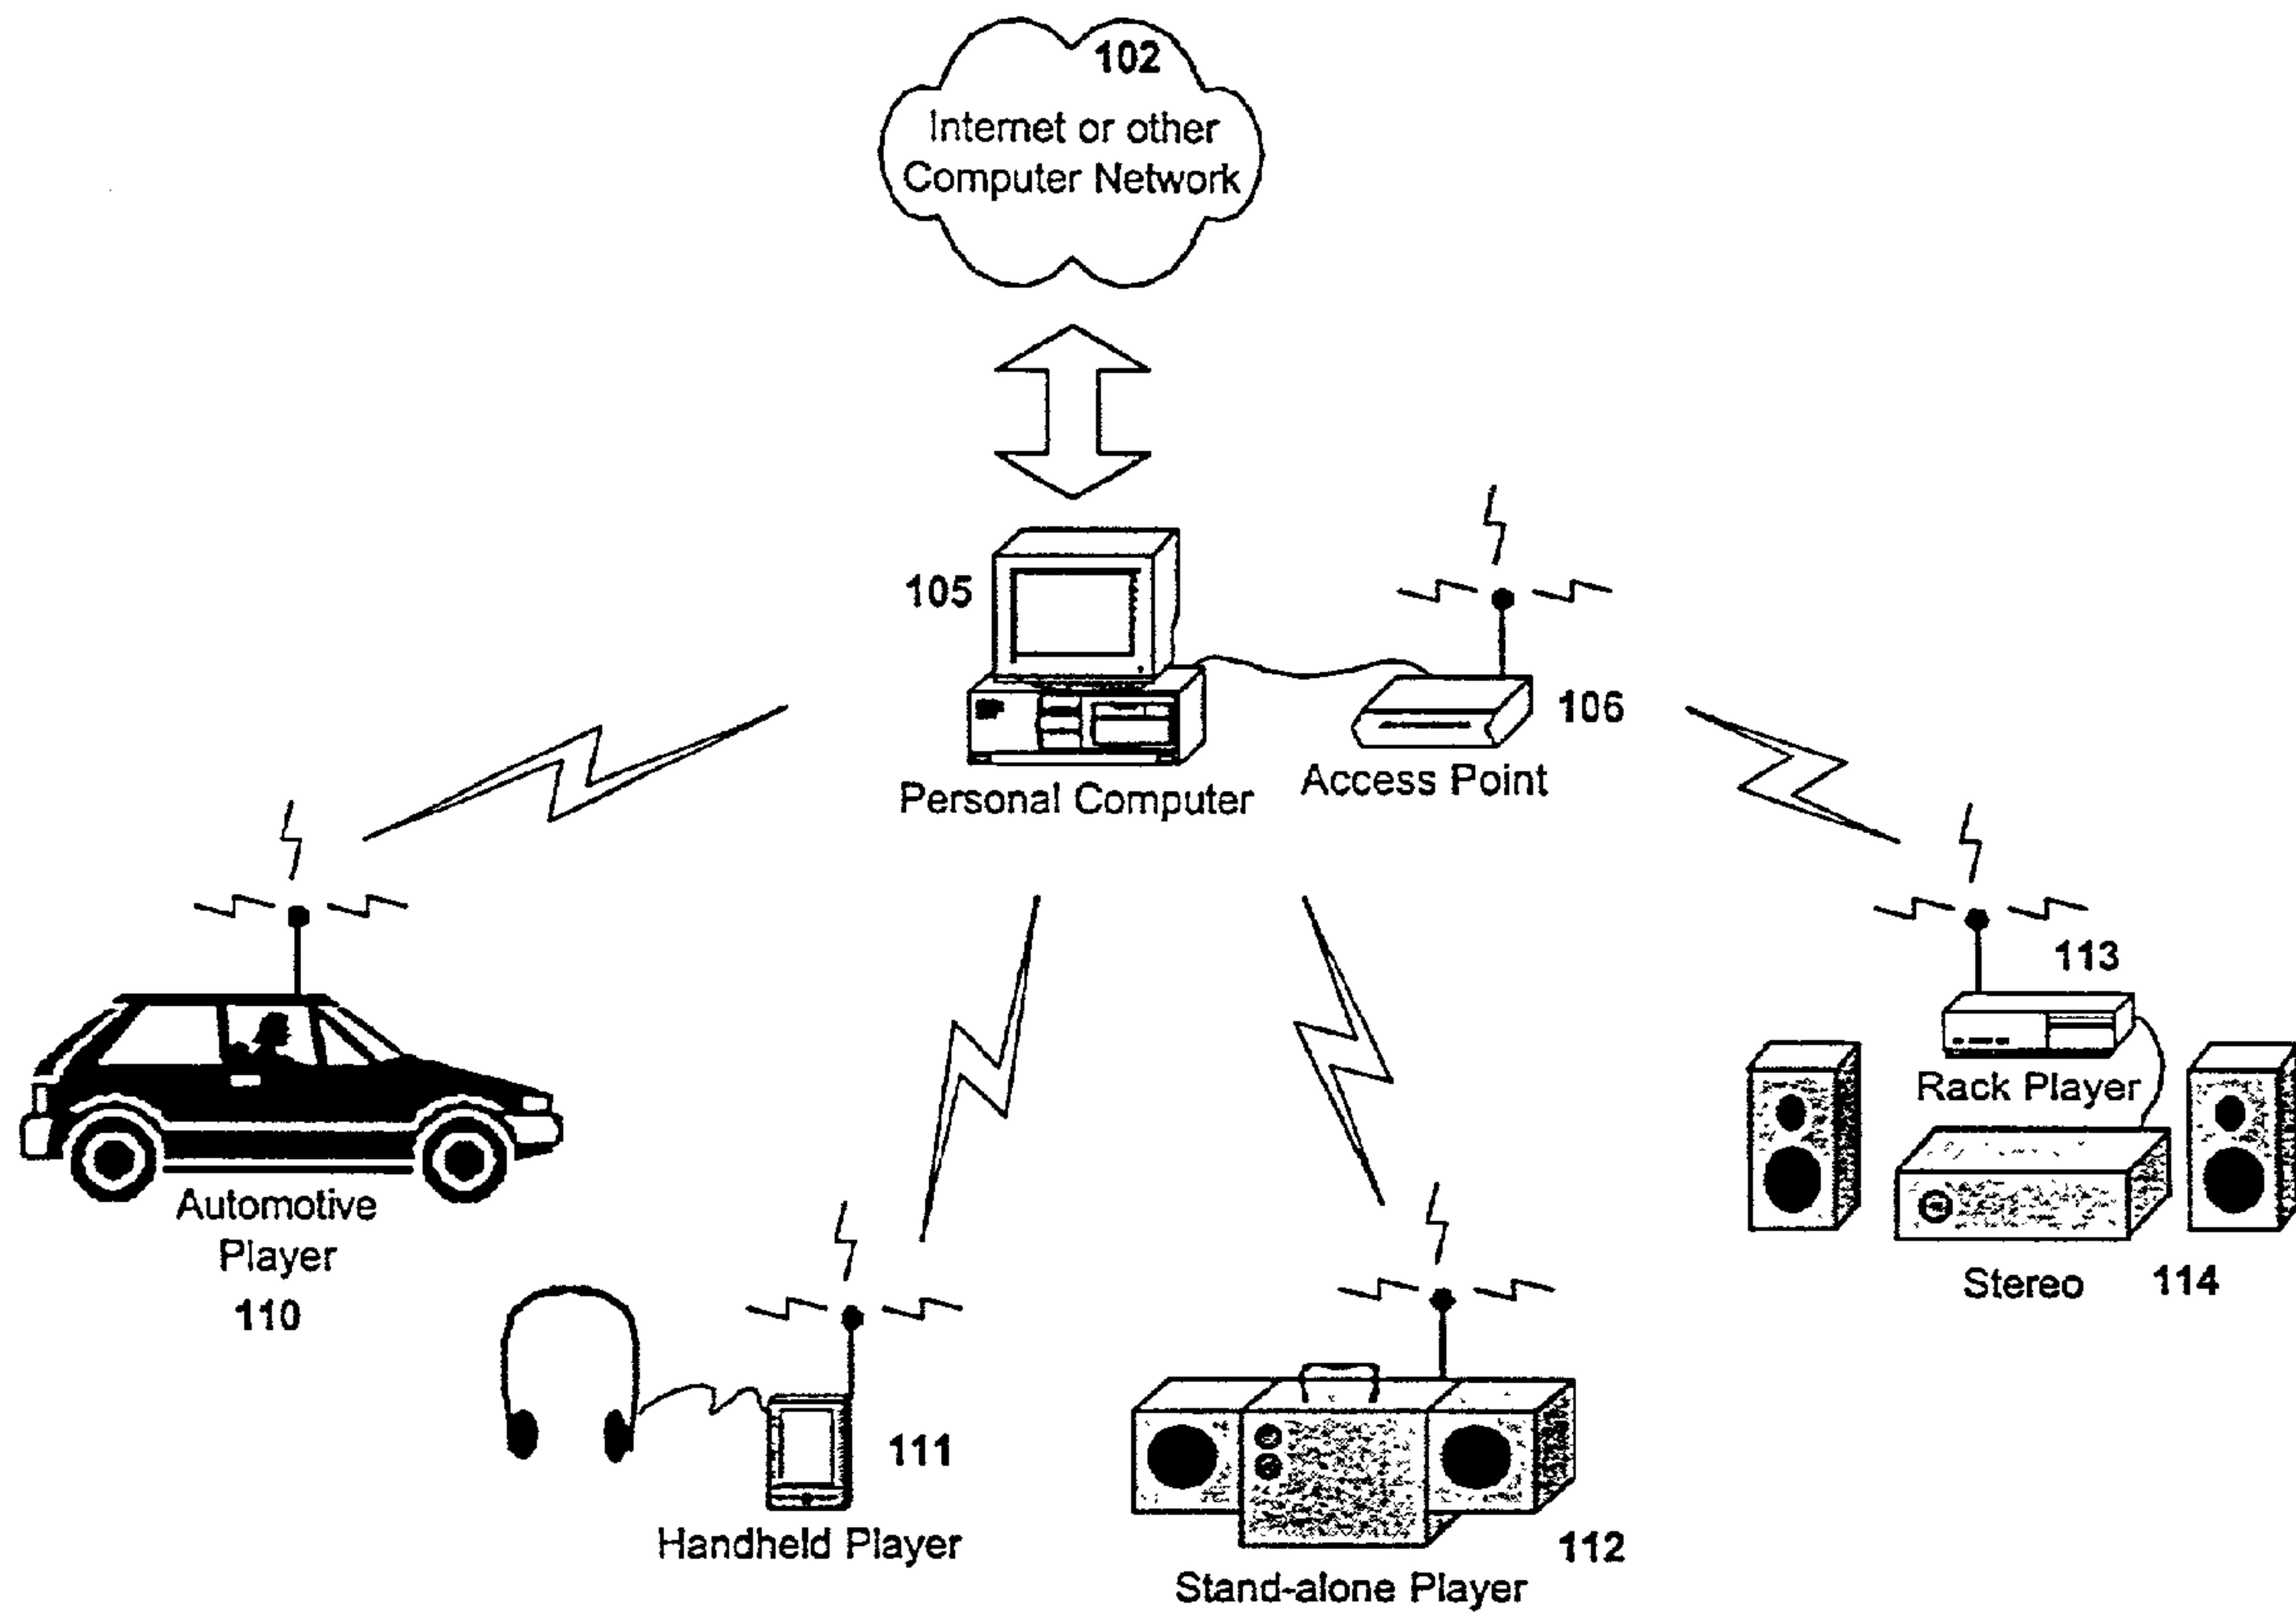 102
Internet or other
Computer Network
105
106
Personal Computer
Access Point
113
Rack Player
Automotive
Player
110
Stereo
114
111
Handheld Player
112
Stand-alone Player